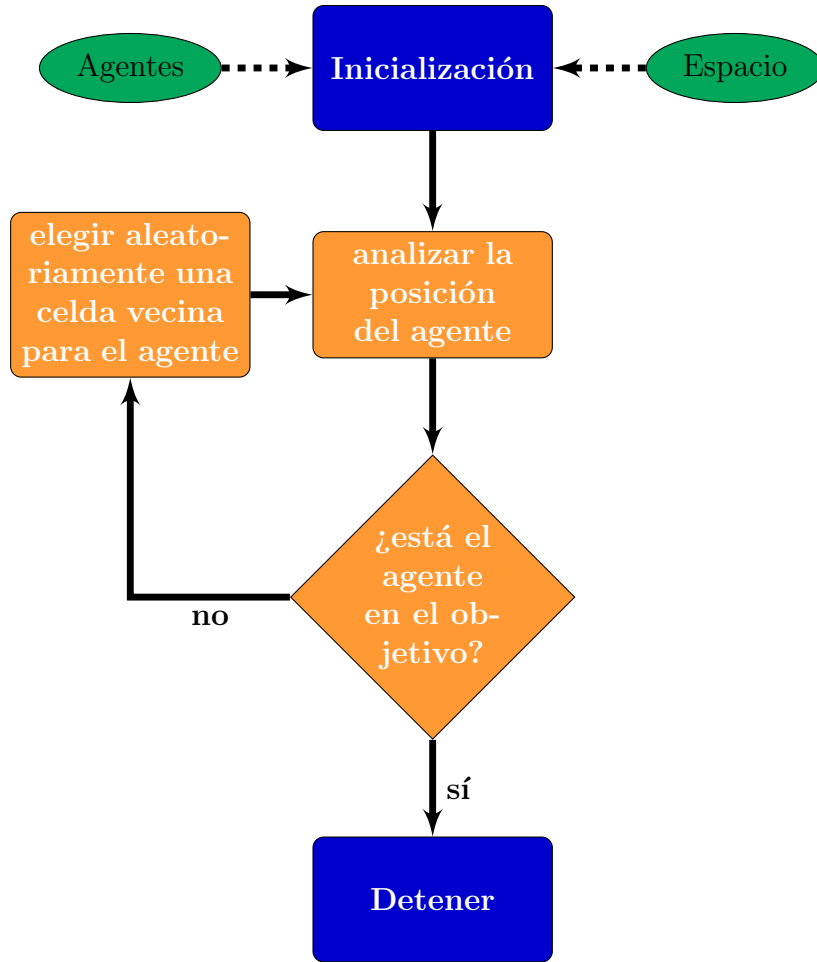 Agentes
Inicialización
Espacio
elegir aleato-
riamente una
celda vecina
para el agente
analizar la
posición
del agente
¿está el
agente
en el ob-
jetivo?
no
sí
Detener